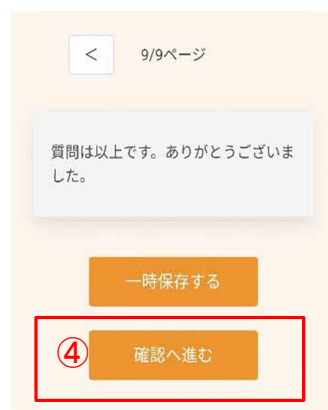 < 9/9ページ
質問は以上です。ありがとうございま
した。
一時保存する
④ 確認へ進む